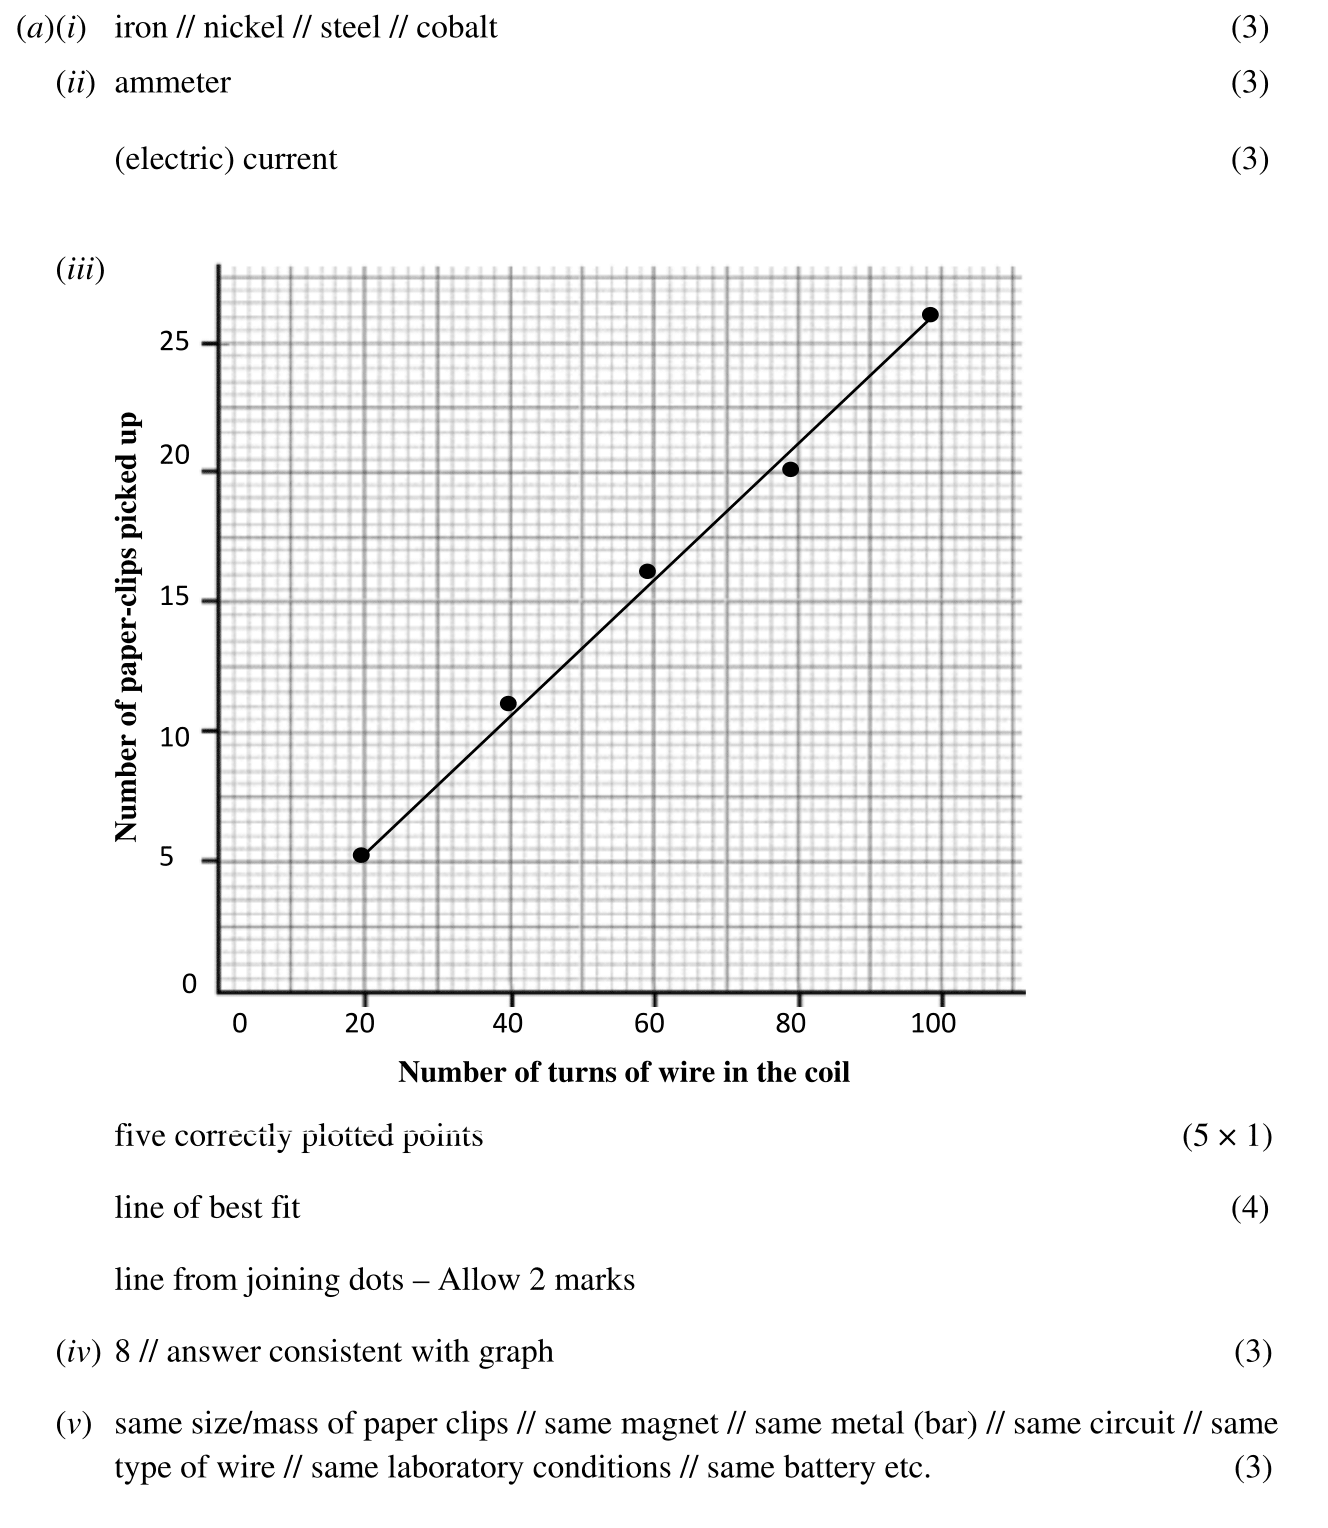 (a)(i) iron // nickel // steel // cobalt (3)
(ii) ammeter (3)
(electric) current (3)
(iii)
25
20
15
10
5
0
Number of paper-clips picked up
0 20 40 60 80 100
Number of turns of wire in the coil
five correctly plotted points (5 × 1)
line of best fit (4)
line from joining dots – Allow 2 marks
(iv) 8 // answer consistent with graph (3)
(v) same size/mass of paper clips // same magnet // same metal (bar) // same circuit // same
type of wire // same laboratory conditions // same battery etc. (3)